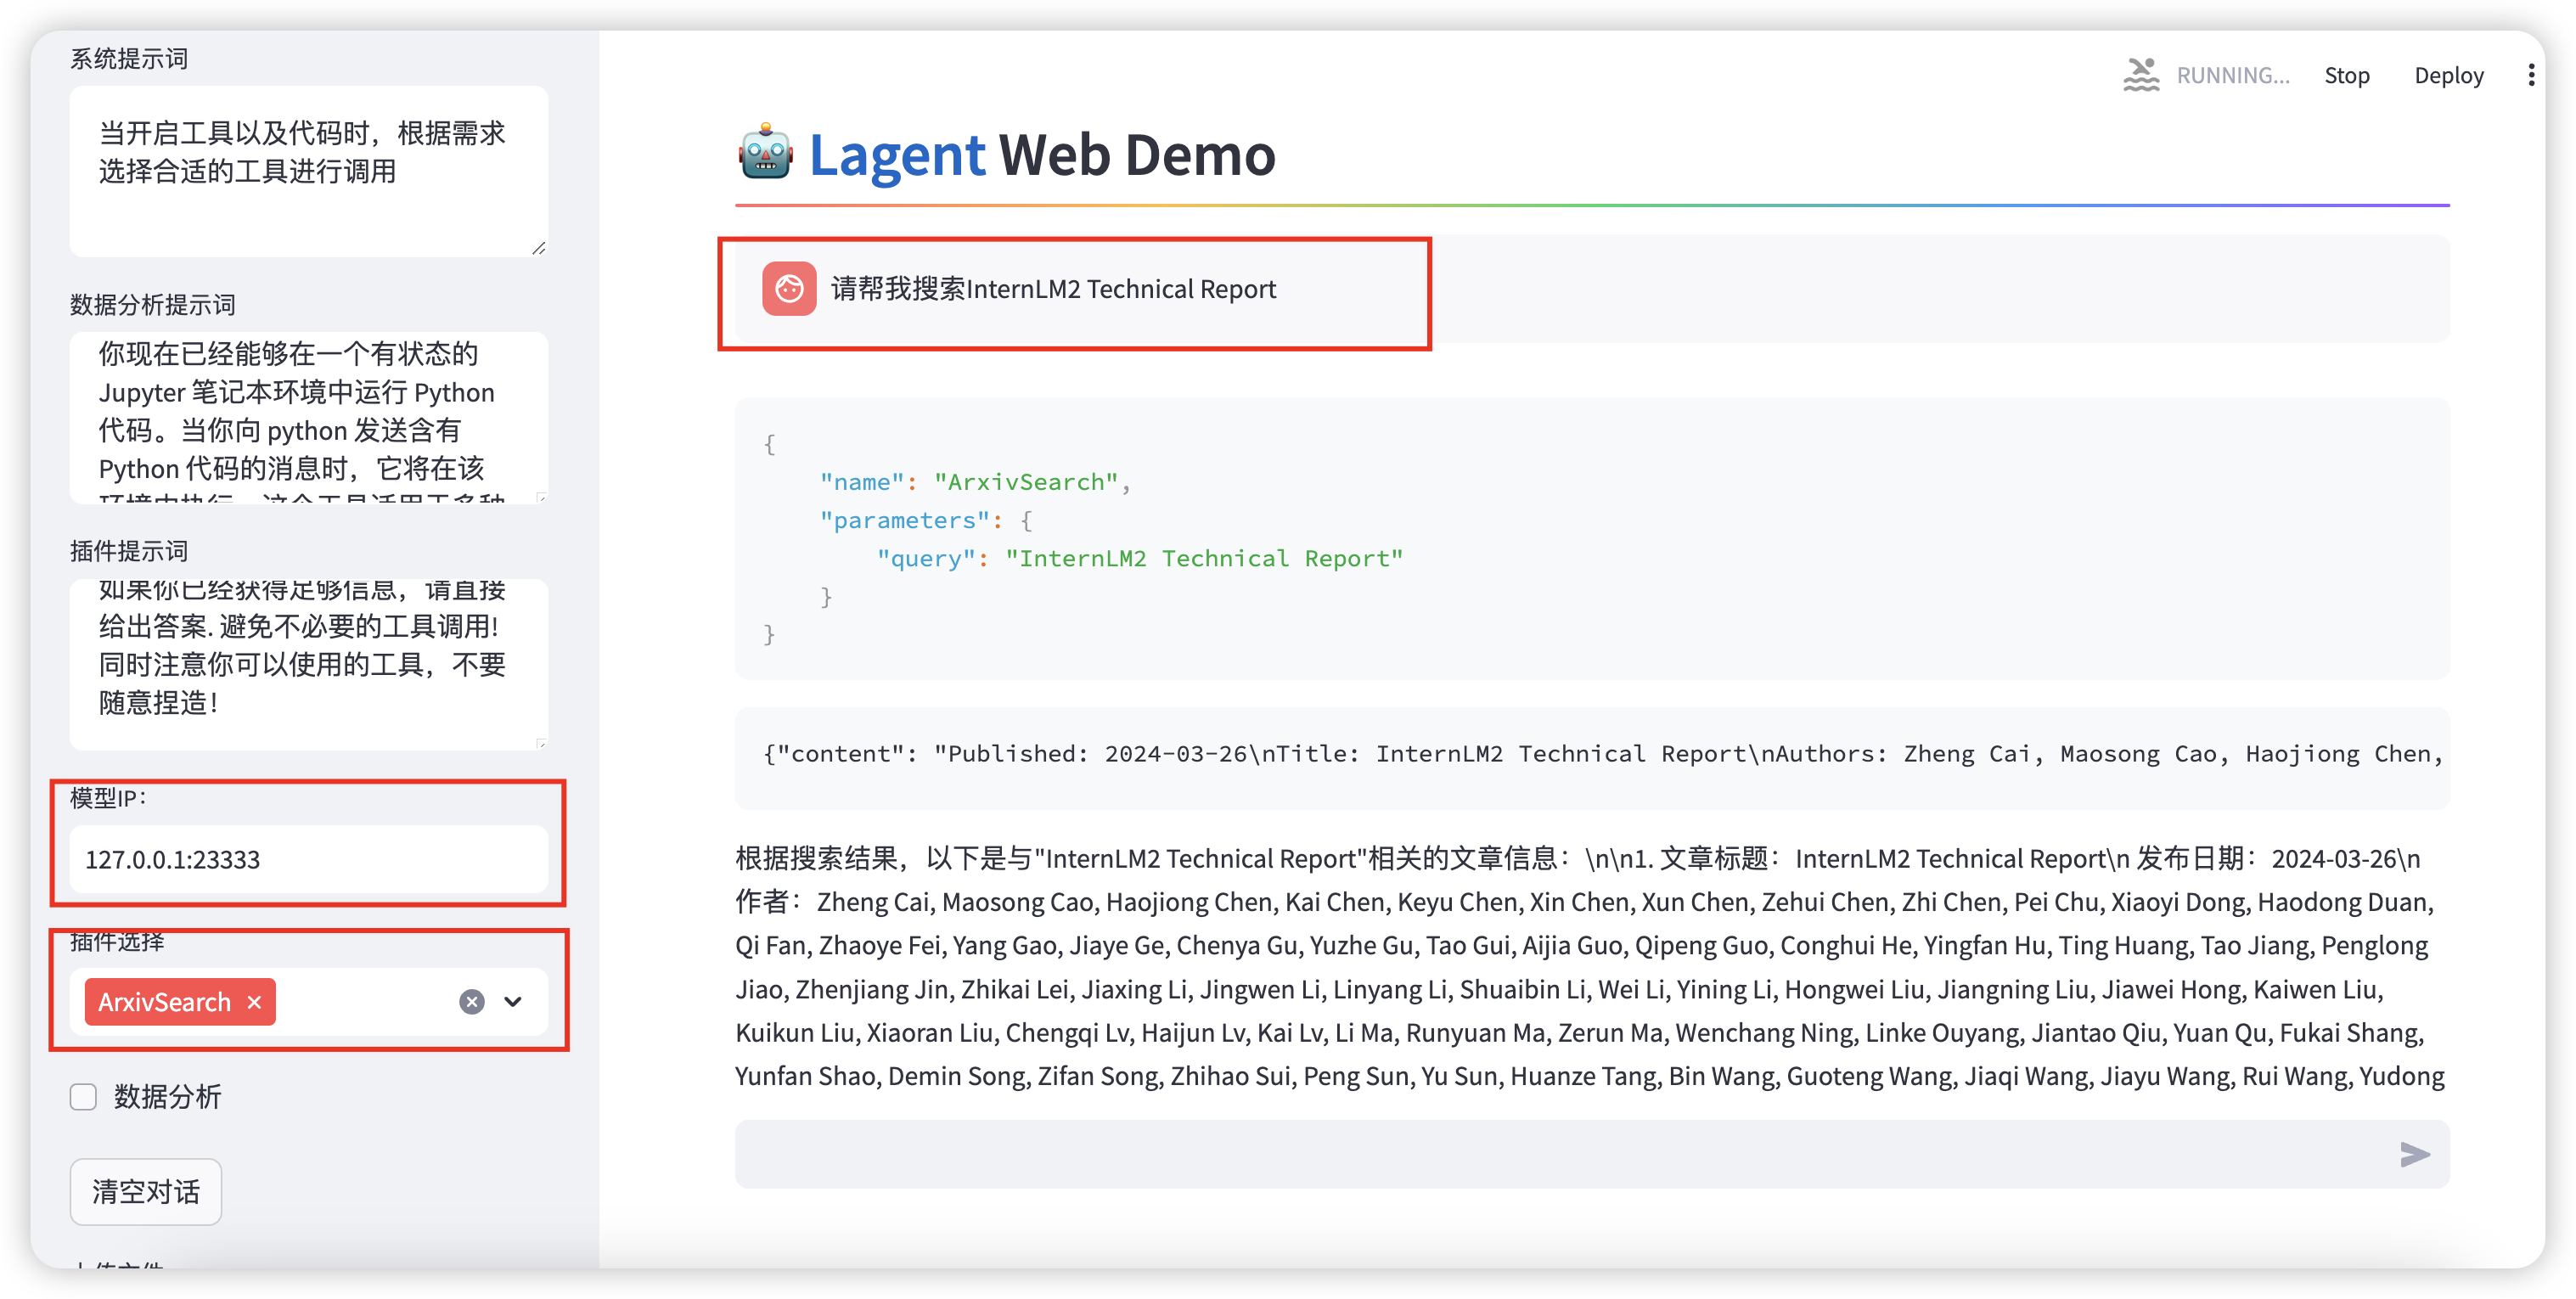 系统提示词
当开启工具以及代码时，根据需求
选择合适的工具进行调用
数据分析提示词
你现在已经能够在一个有状态的
Jupyter 笔记本环境中运行 Python
代码。当你向 python 发送含有
Python 代码的消息时，它将在该
环境中执行。这个工具适用于多种
插件提示词
如果你已经获得足够信息，请直接
给出答案. 避免不必要的工具调用!
同时注意你可以使用的工具，不要
随意捏造！
模型IP：
127.0.0.1:23333
插件选择
ArxivSearch
数据分析
清空对话
上传文件
RUNNING...
Stop
Deploy
Lagent Web Demo
请帮我搜索InternLM2 Technical Report
{
"name": "ArxivSearch",
"parameters": {
"query": "InternLM2 Technical Report"
}
}
{"content": "Published: 2024-03-26\nTitle: InternLM2 Technical Report\nAuthors: Zheng Cai, Maosong Cao, Haojiong Chen,
根据搜索结果，以下是与"InternLM2 Technical Report"相关的文章信息：\n\n1. 文章标题：InternLM2 Technical Report\n 发布日期：2024-03-26\n
作者：Zheng Cai, Maosong Cao, Haojiong Chen, Kai Chen, Keyu Chen, Xin Chen, Xun Chen, Zehui Chen, Zhi Chen, Pei Chu, Xiaoyi Dong, Haodong Duan,
Qi Fan, Zhaoye Fei, Yang Gao, Jiaye Ge, Chenya Gu, Yuzhe Gu, Tao Gui, Aijia Guo, Qipeng Guo, Conghui He, Yingfan Hu, Ting Huang, Tao Jiang, Penglong
Jiao, Zhenjiang Jin, Zhikai Lei, Jiaxing Li, Jingwen Li, Linyang Li, Shuaibin Li, Wei Li, Yining Li, Hongwei Liu, Jiangning Liu, Jiawei Hong, Kaiwen Liu,
Kuikun Liu, Xiaoran Liu, Chengqi Lv, Haijun Lv, Kai Lv, Li Ma, Runyuan Ma, Zerun Ma, Wenchang Ning, Linke Ouyang, Jiantao Qiu, Yuan Qu, Fukai Shang,
Yunfan Shao, Demin Song, Zifan Song, Zhihao Sui, Peng Sun, Yu Sun, Huanze Tang, Bin Wang, Guoteng Wang, Jiaqi Wang, Jiayu Wang, Rui Wang, Yudong